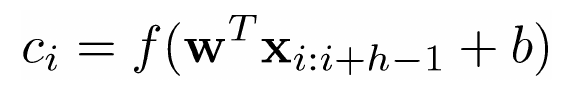 c_i = f(𝐰^T 𝐱_{i:i+h−1} + b)